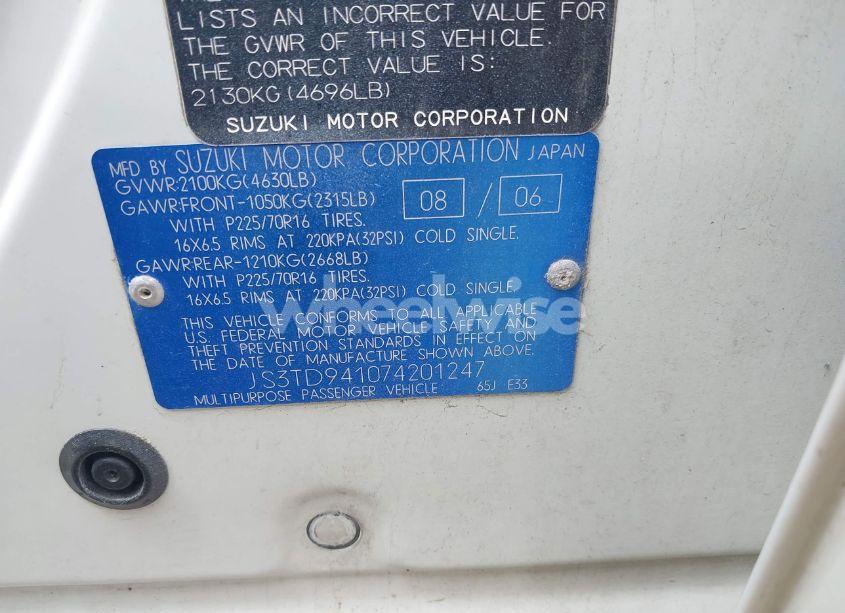 LISTS AN INCORRECT VALUE FOR
THE GVWR OF THIS VEHICLE.
THE CORRECT VALUE IS:
2130KG(4696LB)
SUZUKI MOTOR CORPORATION
MFD BY SUZUKI MOTOR CORPORATION JAPAN
GVWR:2100KG(4630LB)
GAWR:FRONT-1050KG(2315LB) 08 / 06
WITH P225/70R16 TIRES.
16X6.5 RIMS AT 220KPA(32PSI) COLD SINGLE.
GAWR:REAR-1210KG(2668LB)
WITH P225/70R16 TIRES.
16X6.5 RIMS AT 220KPA(32PSI) COLD SINGLE.
wheelwise
THIS VEHICLE CONFORMS TO ALL APPLICABLE
U.S. FEDERAL MOTOR VEHICLE SAFETY AND
THEFT PREVENTION STANDARDS IN EFFECT ON
THE DATE OF MANUFACTURE SHOWN ABOVE.
JS3TD941074201247
MULTIPURPOSE PASSENGER VEHICLE 65J E33